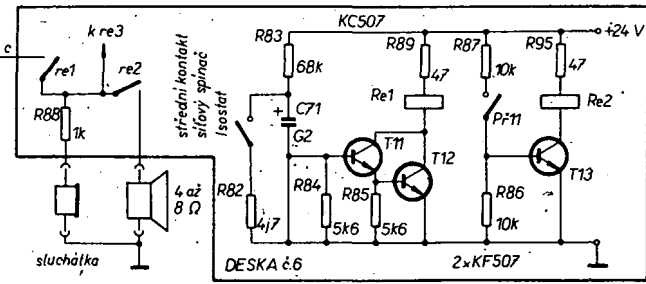 c
k re3
re1
re2
R88
1k
sluchátka
4 až
8 Ω
střední kontakt
síťový spínač
Isostat
R83
68k
+ C71
G2
R82
4j7
R84
5k6
R85
5k6
KC507
T11
R89
47
Re1
T12
R87
10k
Př11
R86
10k
R95
47
Re2
T13
+24 V
DESKA č.6
2×KF507